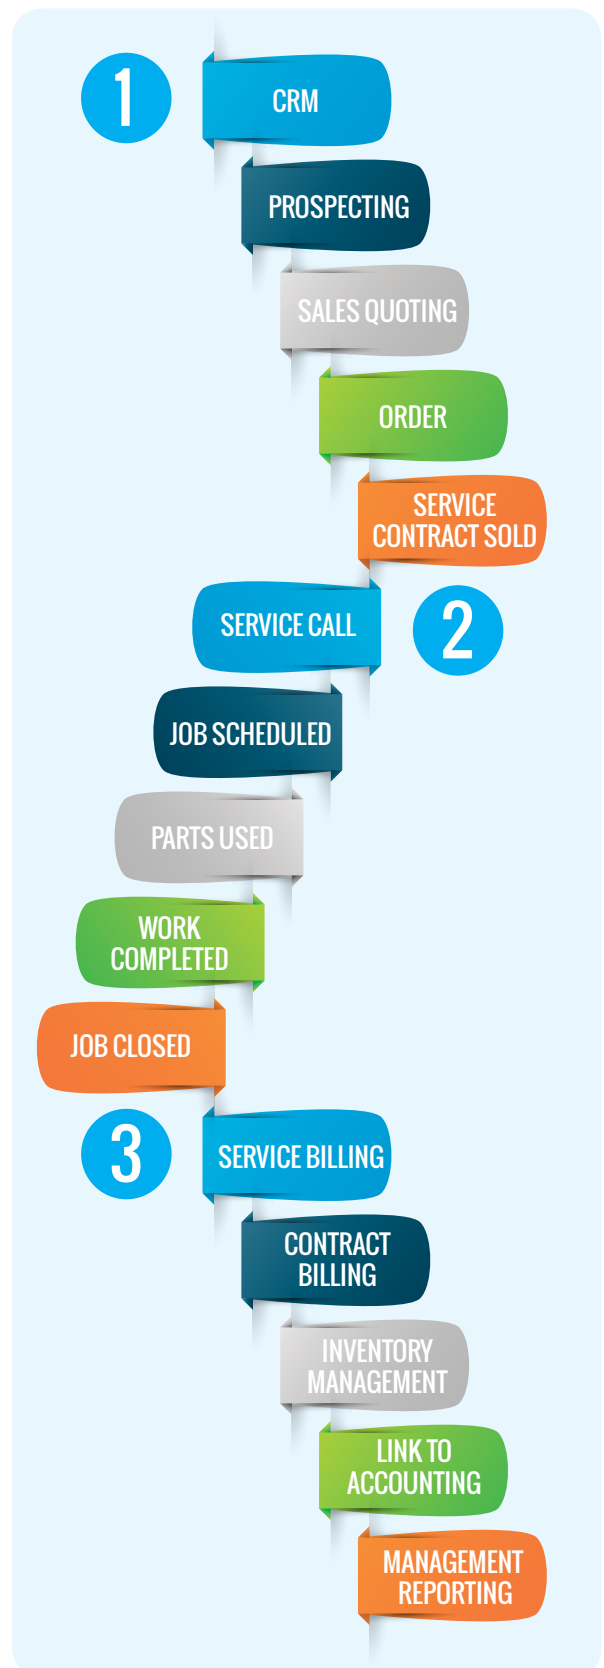 1
CRM
PROSPECTING
SALES QUOTING
ORDER
SERVICE
CONTRACT SOLD
SERVICE CALL
2
JOB SCHEDULED
PARTS USED
WORK
COMPLETED
JOB CLOSED
3
SERVICE BILLING
CONTRACT
BILLING
INVENTORY
MANAGEMENT
LINK TO
ACCOUNTING
MANAGEMENT
REPORTING